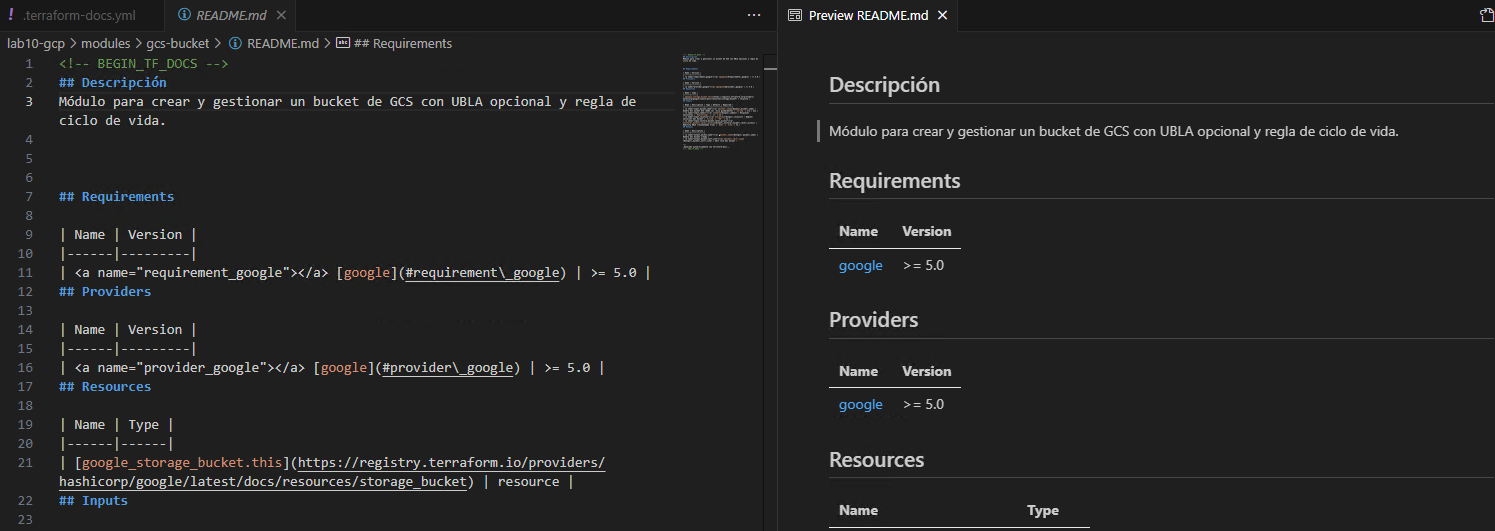 ! .terraform-docs.yml
README.md
lab10-gcp > modules > gcs-bucket > README.md > ## Requirements
1 <!-- BEGIN_TF_DOCS -->
2 ## Descripción
3 Módulo para crear y gestionar un bucket de GCS con UBLA opcional y regla de
ciclo de vida.
4
5
6
7 ## Requirements
8
9 | Name | Version |
10 |------|---------|
11 | <a name="requirement_google"></a> [google](#requirement\_google) | >= 5.0 |
12 ## Providers
13
14 | Name | Version |
15 |------|---------|
16 | <a name="provider_google"></a> [google](#provider\_google) | >= 5.0 |
17 ## Resources
18
19 | Name | Type |
20 |------|------|
21 | [google_storage_bucket.this](https://registry.terraform.io/providers/
hashicorp/google/latest/docs/resources/storage_bucket) | resource |
22 ## Inputs
23
Preview README.md
Descripción
Módulo para crear y gestionar un bucket de GCS con UBLA opcional y regla de ciclo de vida.
Requirements
Name Version
google >= 5.0
Providers
Name Version
google >= 5.0
Resources
Name Type